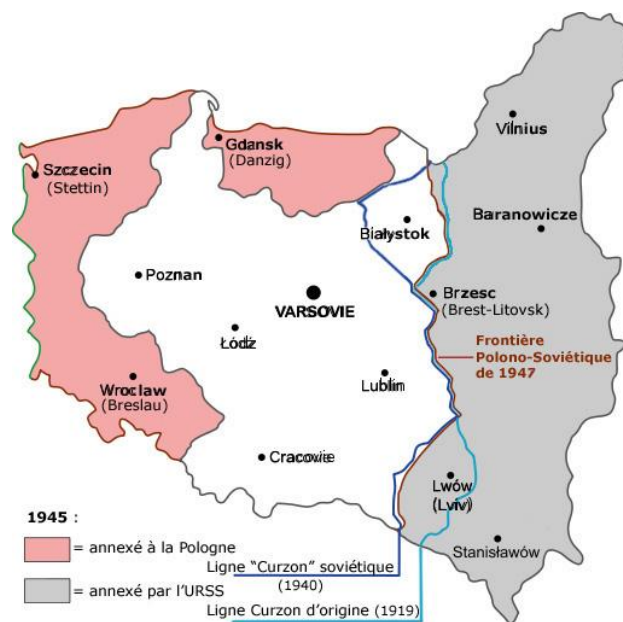 Vilnius
Gdansk
(Danzig)
Szczecin
(Stettin)
Baranowicze
Białystok
Poznan
VARSOVIE
Brzesc
(Brest-Litovsk)
Łódź
Frontière
Polono-Soviétique
de 1947
Wroclaw
(Breslau)
Lublin
Cracovie
Lwów
(Lviv)
Stanisławów
1945 :
= annexé à la Pologne
= annexé par l'URSS
Ligne "Curzon" soviétique
(1940)
Ligne Curzon d'origine (1919)